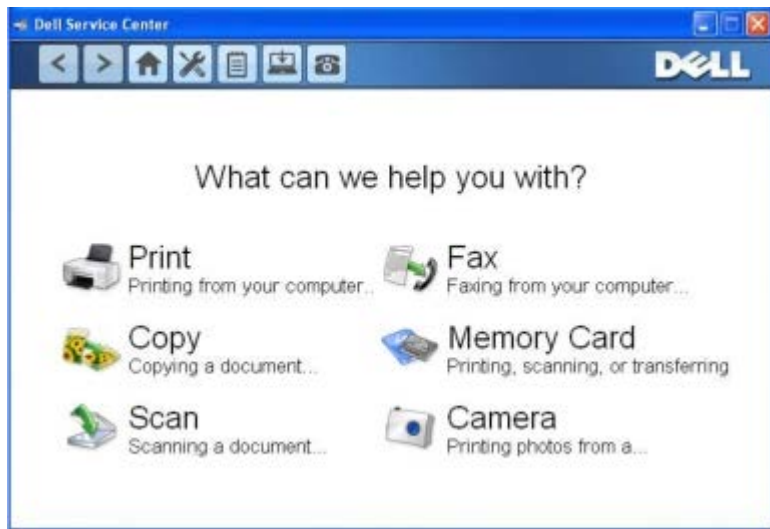 Dell Service Center
DELL
What can we help you with?
Print
Printing from your computer..
Fax
Faxing from your computer...
Copy
Copying a document...
Memory Card
Printing, scanning, or transferring
Scan
Scanning a document...
Camera
Printing photos from a...